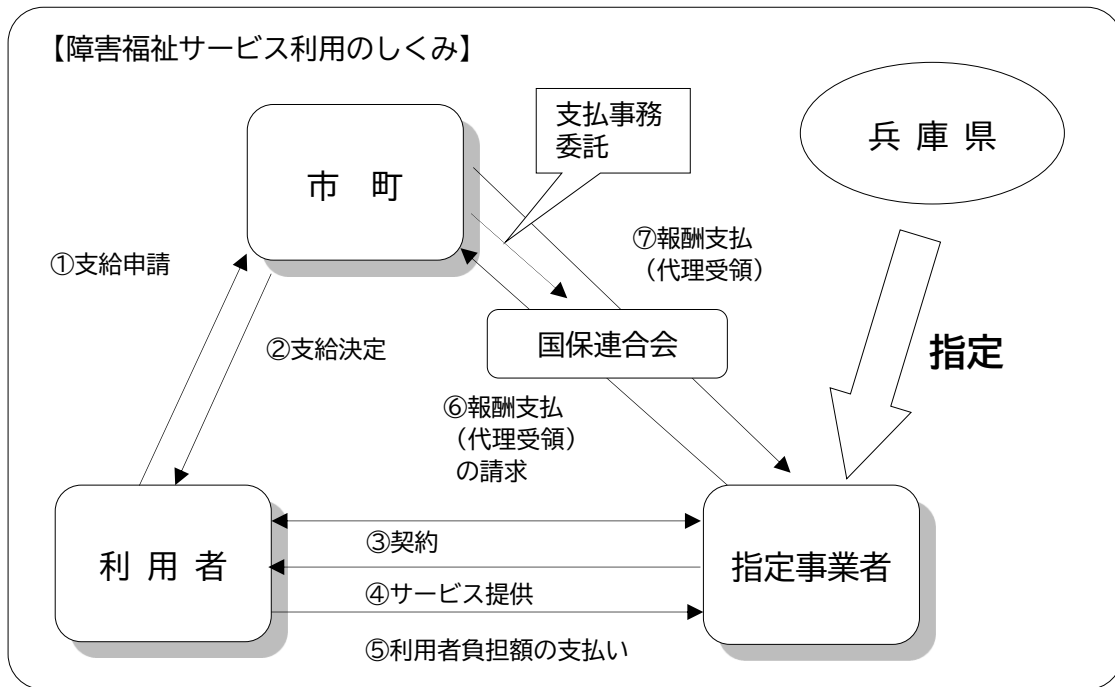 【障害福祉サービス利用のしくみ】
支払事務
委託
兵庫県
市 町
⑦報酬支払
（代理受領）
①支給申請
②支給決定
国保連合会
指定
⑥報酬支払
（代理受領）
の請求
利用者
③契約
指定事業者
④サービス提供
⑤利用者負担額の支払い